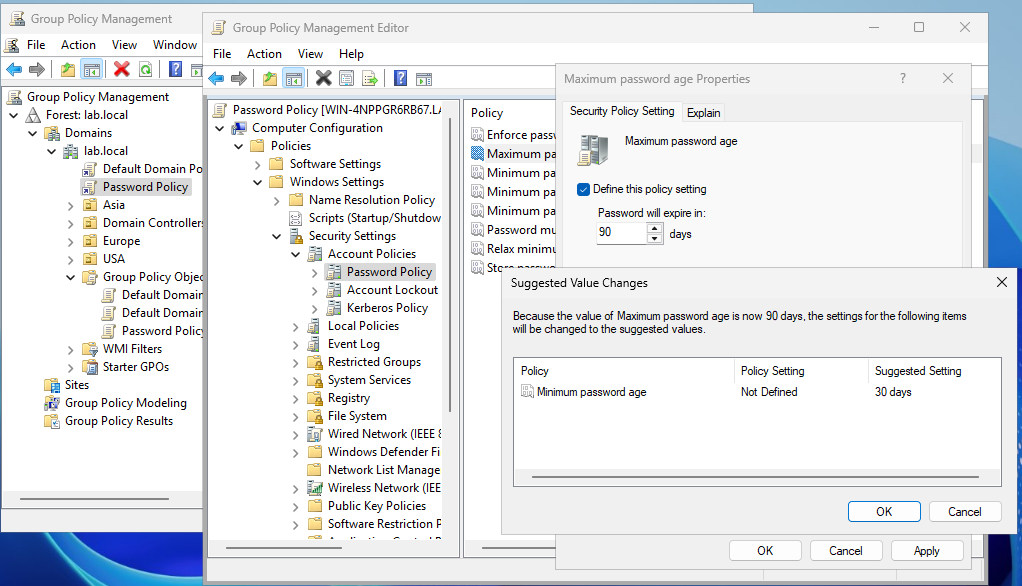 Group Policy Management
File Action View Window
Group Policy Management
Forest: lab.local
Domains
lab.local
Default Domain Po
Password Policy
Asia
Domain Controllers
Europe
USA
Group Policy Objec
Default Domain
Default Domai
Password Policy
WMI Filters
Starter GPOs
Sites
Group Policy Modeling
Group Policy Results
Group Policy Management Editor
File Action View Help
Password Policy [WIN-4NPPGR6RB67.LA
Computer Configuration
Policies
Software Settings
Windows Settings
Name Resolution Policy
Scripts (Startup/Shutdow
Security Settings
Account Policies
Password Policy
Account Lockout
Kerberos Policy
Local Policies
Event Log
Restricted Groups
System Services
Registry
File System
Wired Network (IEEE 8
Windows Defender Fi
Network List Manage
Wireless Network (IEE
Public Key Policies
Software Restriction P
Policy
Enforce passw
Maximum pa
Minimum pa
Minimum pa
Minimum pa
Password mu
Relax minimu
Store passwo
Maximum password age Properties
?
Security Policy Setting Explain
Maximum password age
Define this policy setting
Password will expire in:
90 days
Suggested Value Changes
Because the value of Maximum password age is now 90 days, the settings for the following items
will be changed to the suggested values.
Policy Policy Setting Suggested Setting
Minimum password age Not Defined 30 days
OK Cancel
OK Cancel Apply